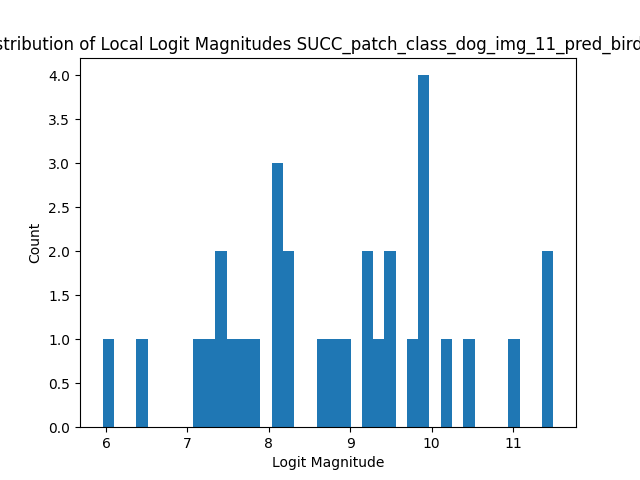 stribution of Local Logit Magnitudes SUCC_patch_class_dog_img_11_pred_bird
4.0
3.5
3.0
2.5
2.0
1.5
1.0
0.5
0.0
Count
6 7 8 9 10 11
Logit Magnitude